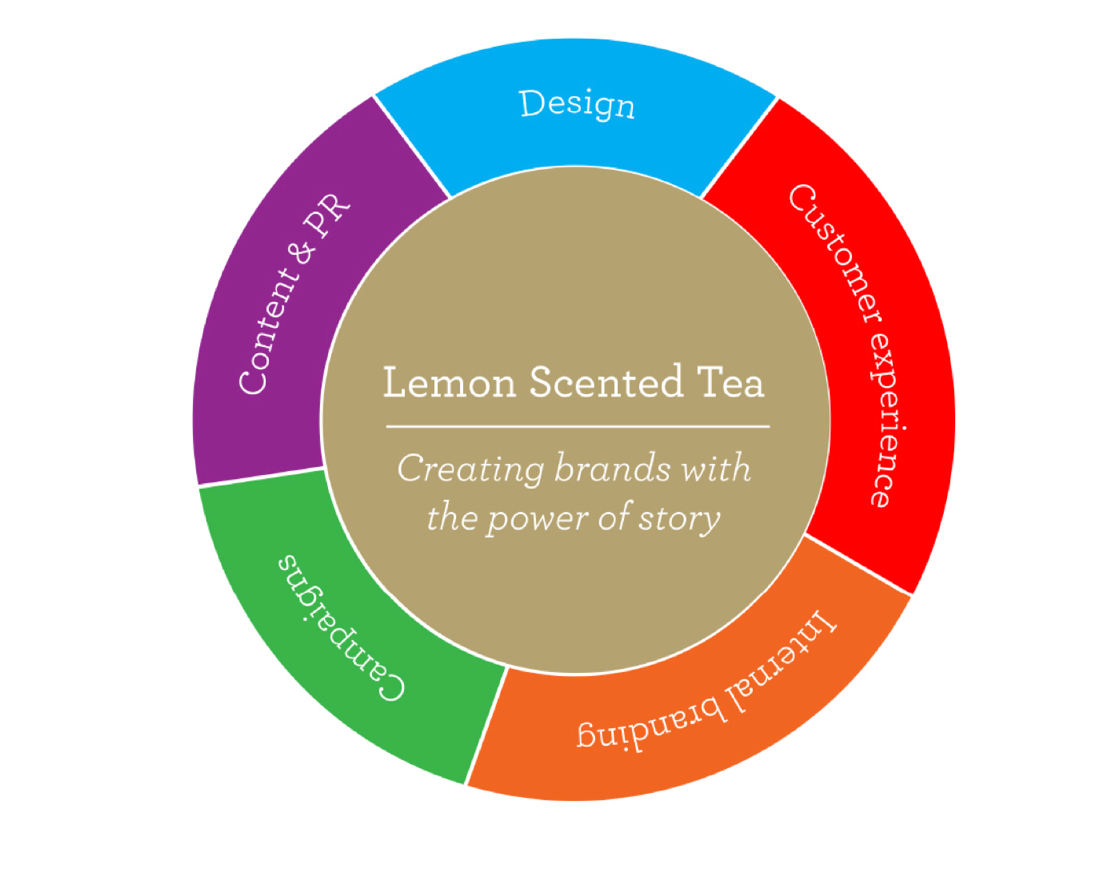 Design
Customer experience
Internal branding
Campaigns
Content & PR
Lemon Scented Tea
Creating brands with
the power of story